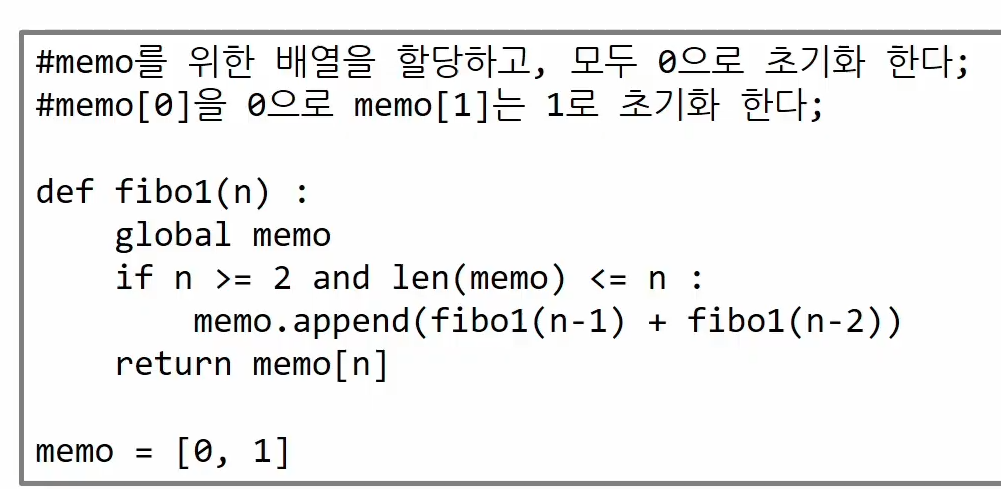 #memo를 위한 배열을 할당하고, 모두 0으로 초기화 한다;
#memo[0]을 0으로 memo[1]는 1로 초기화 한다;
def fibo1(n) :
    global memo
    if n >= 2 and len(memo) <= n :
        memo.append(fibo1(n-1) + fibo1(n-2))
    return memo[n]
memo = [0, 1]